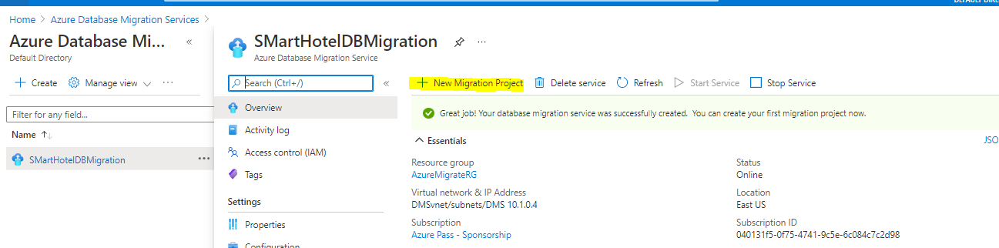 DEFAULT DIRE
Home > Azure Database Migration Services >
Azure Database Mi... «
Default Directory
+ Create Manage view ...
Filter for any field...
Name ↑↓
SMartHotelDBMigration ...
SMartHotelDBMigration ...
Azure Database Migration Service
Search (Ctrl+/) «
Overview
Activity log
Access control (IAM)
Tags
Settings
Properties
Configuration
+ New Migration Project Delete service Refresh Start Service Stop Service
Great job! Your database migration service was successfully created. You can create your first migration project now.
Essentials JSO
Resource group
AzureMigrateRG
Virtual network & IP Address
DMSvnet/subnets/DMS 10.1.0.4
Subscription
Azure Pass - Sponsorship
Status
Online
Location
East US
Subscription ID
040131f5-0f75-4741-9c5e-6c084c7c2d98